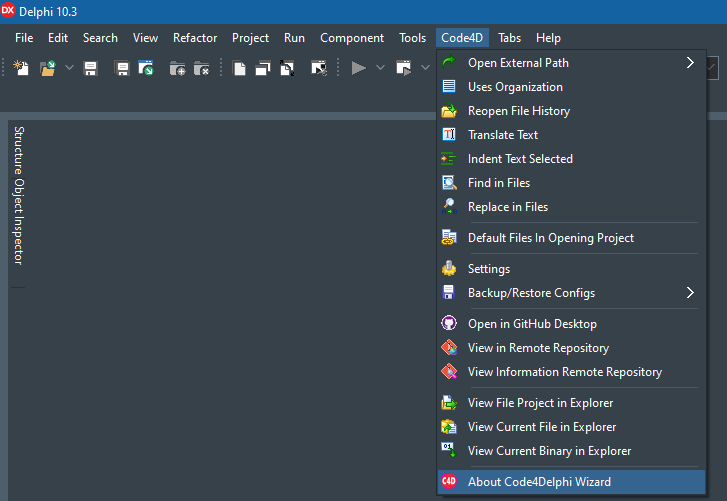 DX Delphi 10.3
File Edit Search View Refactor Project Run Component Tools Code4D Tabs Help
Open External Path
Uses Organization
Reopen File History
Translate Text
Indent Text Selected
Find in Files
Replace in Files
Default Files In Opening Project
Settings
Backup/Restore Configs
Open in GitHub Desktop
View in Remote Repository
View Information Remote Repository
View File Project in Explorer
View Current File in Explorer
View Current Binary in Explorer
C4D About Code4Delphi Wizard
Structure Object Inspector